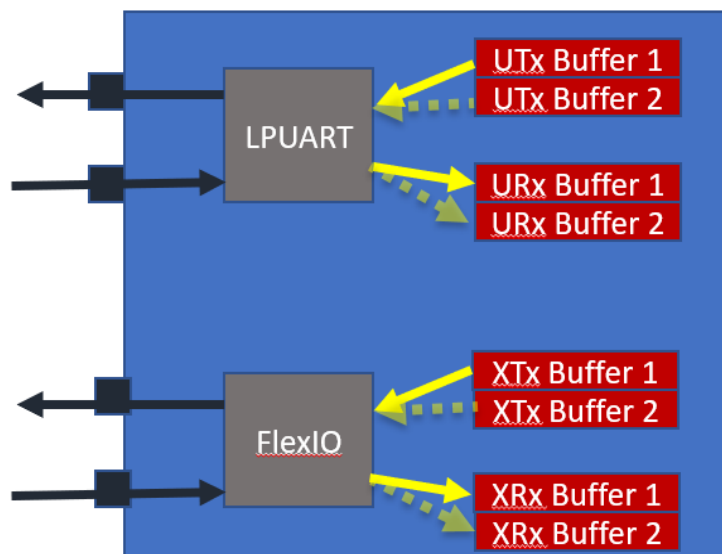 UTx Buffer 1
UTx Buffer 2
LPUART
URx Buffer 1
URx Buffer 2
XTx Buffer 1
XTx Buffer 2
FlexIO
XRx Buffer 1
XRx Buffer 2